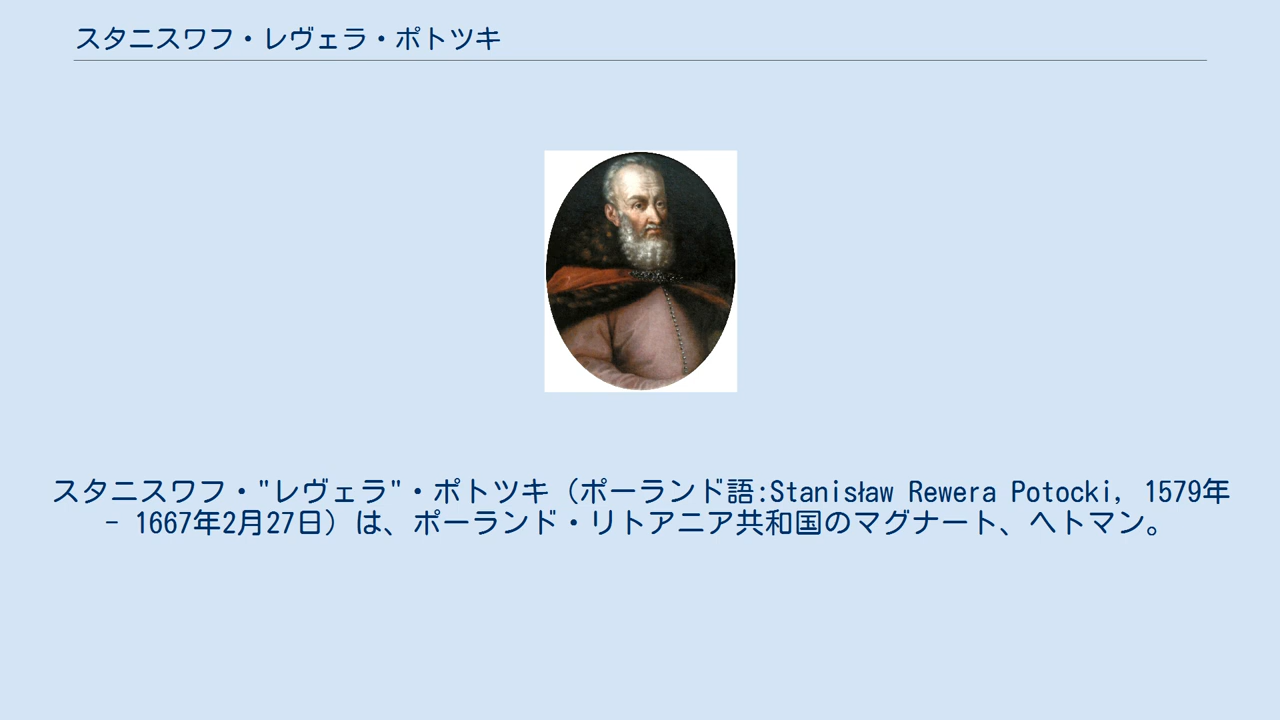 スタニスワフ・レヴェラ・ポトツキ
スタニスワフ・"レヴェラ"・ポトツキ（ポーランド語:Stanisław Rewera Potocki, 1579年
- 1667年2月27日）は、ポーランド・リトアニア共和国のマグナート、ヘトマン。